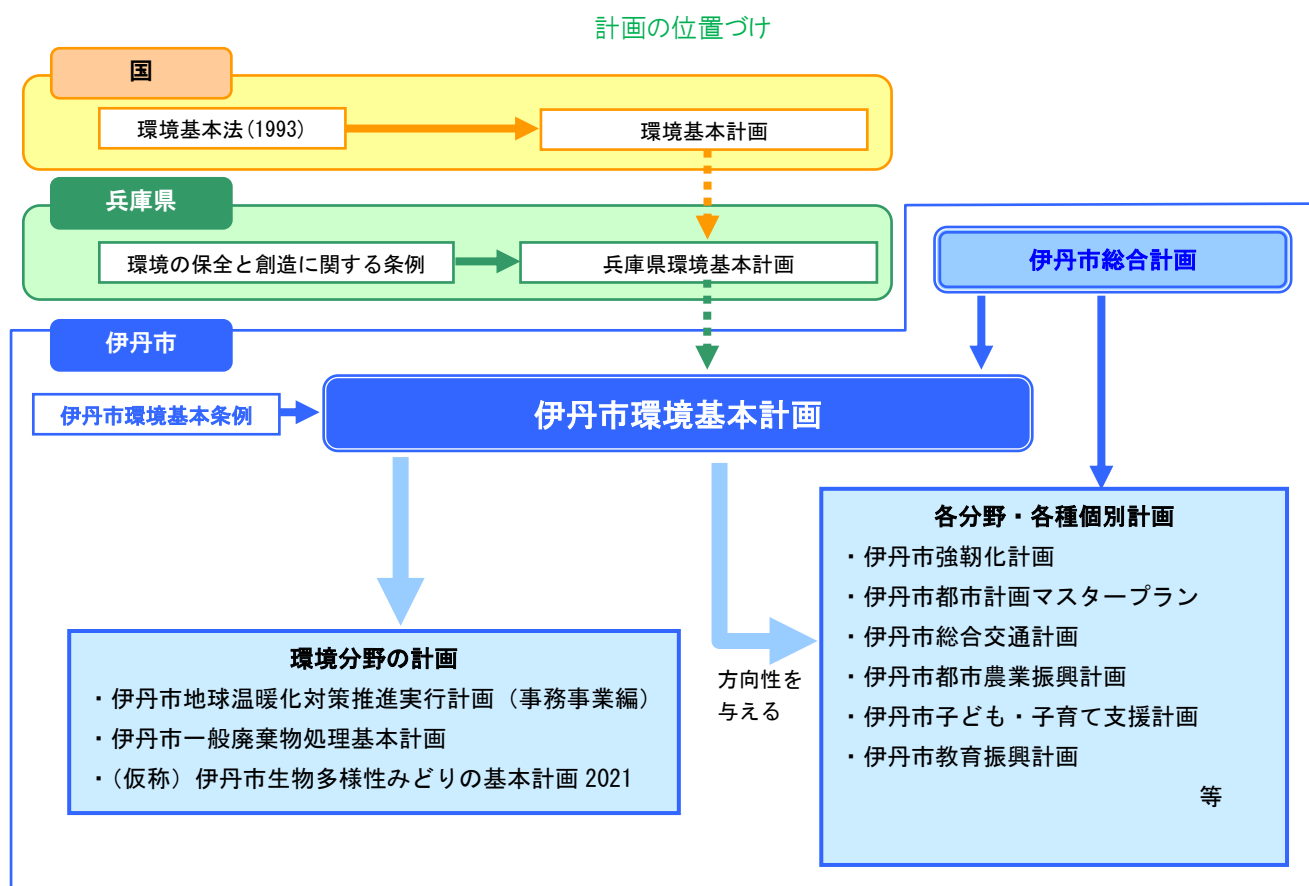 計画の位置づけ
国
環境基本法(1993)
環境基本計画
兵庫県
環境の保全と創造に関する条例
兵庫県環境基本計画
伊丹市総合計画
伊丹市
伊丹市環境基本条例
伊丹市環境基本計画
環境分野の計画
・伊丹市地球温暖化対策推進実行計画（事務事業編）
・伊丹市一般廃棄物処理基本計画
・（仮称）伊丹市生物多様性みどりの基本計画 2021
方向性を
与える
各分野・各種個別計画
・伊丹市強靭化計画
・伊丹市都市計画マスタープラン
・伊丹市総合交通計画
・伊丹市都市農業振興計画
・伊丹市子ども・子育て支援計画
・伊丹市教育振興計画
等